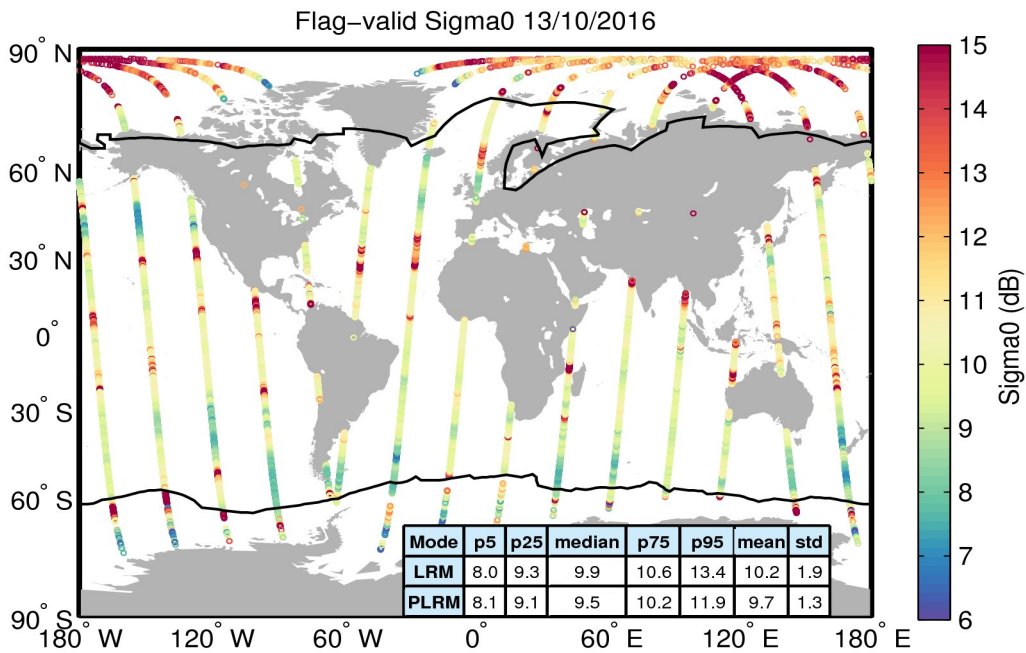 Flag−valid Sigma0 13/10/2016
90° N
60° N
30° N
0°
30° S
60° S
90° S
180° W
120° W
60° W
0°
60° E
120° E
180° E
Mode p5 p25 median p75 p95 mean std
LRM 8.0 9.3 9.9 10.6 13.4 10.2 1.9
PLRM 8.1 9.1 9.5 10.2 11.9 9.7 1.3
15
14
13
12
11
10
9
8
7
6
Sigma0 (dB)